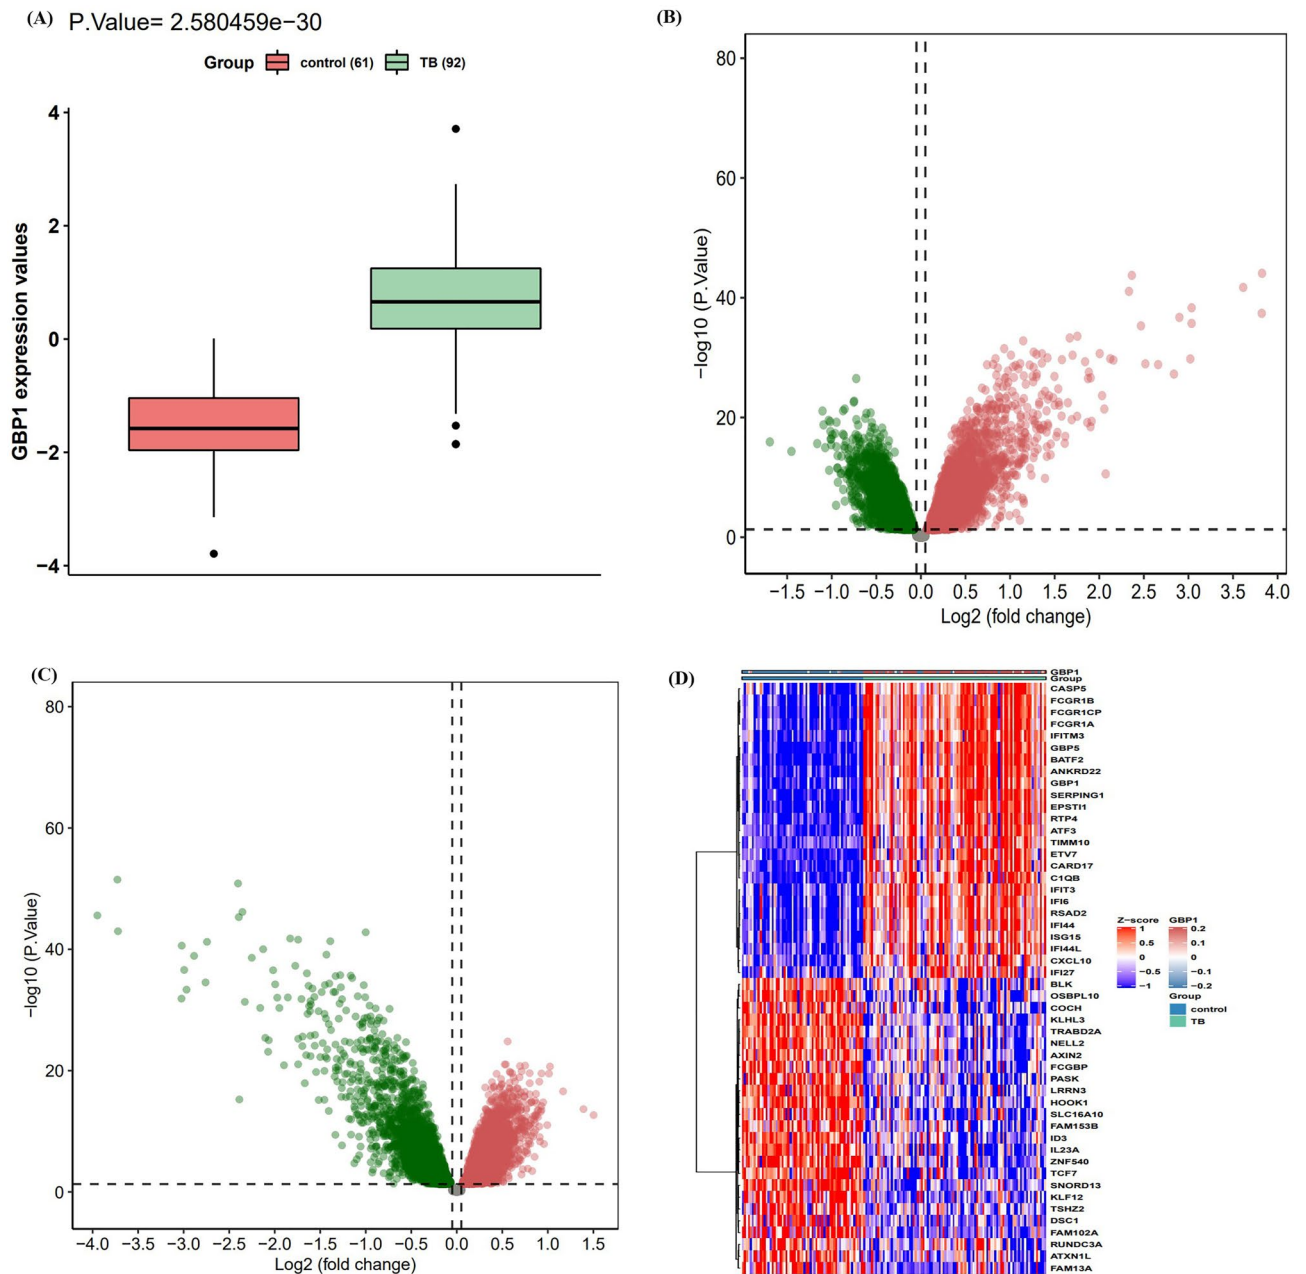 (A) P.Value= 2.580459e−30
Group control (61) TB (92)
GBP1 expression values
4
2
0
−2
−4
(B)
−log10 (P.Value)
80
60
40
20
0
−1.5 −1.0 −0.5 0.0 0.5 1.0 1.5 2.0 2.5 3.0 3.5 4.0
Log2 (fold change)
(C)
−log10 (P.Value)
80
60
40
20
0
−4.0 −3.5 −3.0 −2.5 −2.0 −1.5 −1.0 −0.5 0.0 0.5 1.0 1.5
Log2 (fold change)
(D)
GBP1
Group
CASP5
FCGR1B
FCGR1CP
FCGR1A
IFITM3
GBP5
BATF2
ANKRD22
GBP1
SERPING1
EPSTI1
RTP4
ATF3
TIMM10
ETV7
CARD17
C1QB
IFIT3
IFI6
RSAD2
IFI44
ISG15
IFI44L
CXCL10
IFI27
BLK
OSBPL10
COCH
KLHL3
TRABD2A
NELL2
AXIN2
FCGBP
PASK
LRRN3
HOOK1
SLC16A10
FAM153B
ID3
IL23A
ZNF540
TCF7
SNORD13
KLF12
TSHZ2
DSC1
FAM102A
RUNDC3A
ATXN1L
FAM13A
Z−score GBP1
1 0.2
0.5 0.1
0 0
−0.5 −0.1
−1 −0.2
Group
control
TB